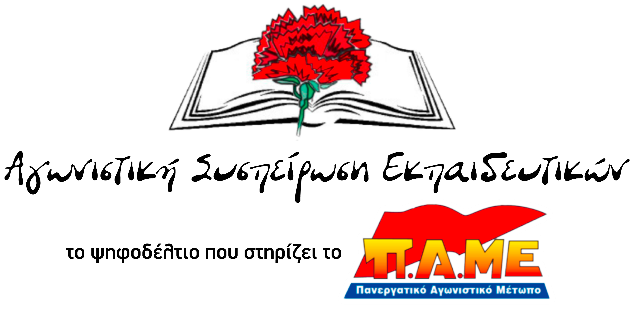 Αγωνιστική Συσπείρωση Εκπαιδευτικών
το ψηφοδέλτιο που στηρίζει το
Π.Α.ΜΕ
Πανεργατικό Αγωνιστικό Μέτωπο